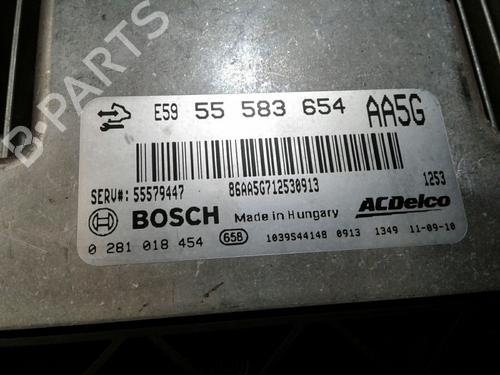 B-PARTS
E59 55 583 654 AA5G
SERV#: 55579447 86AA5G712530913 1253
BOSCH Made in Hungary ACDelco
0 281 018 454 658 1039S44148 0913 1349 11-09-10